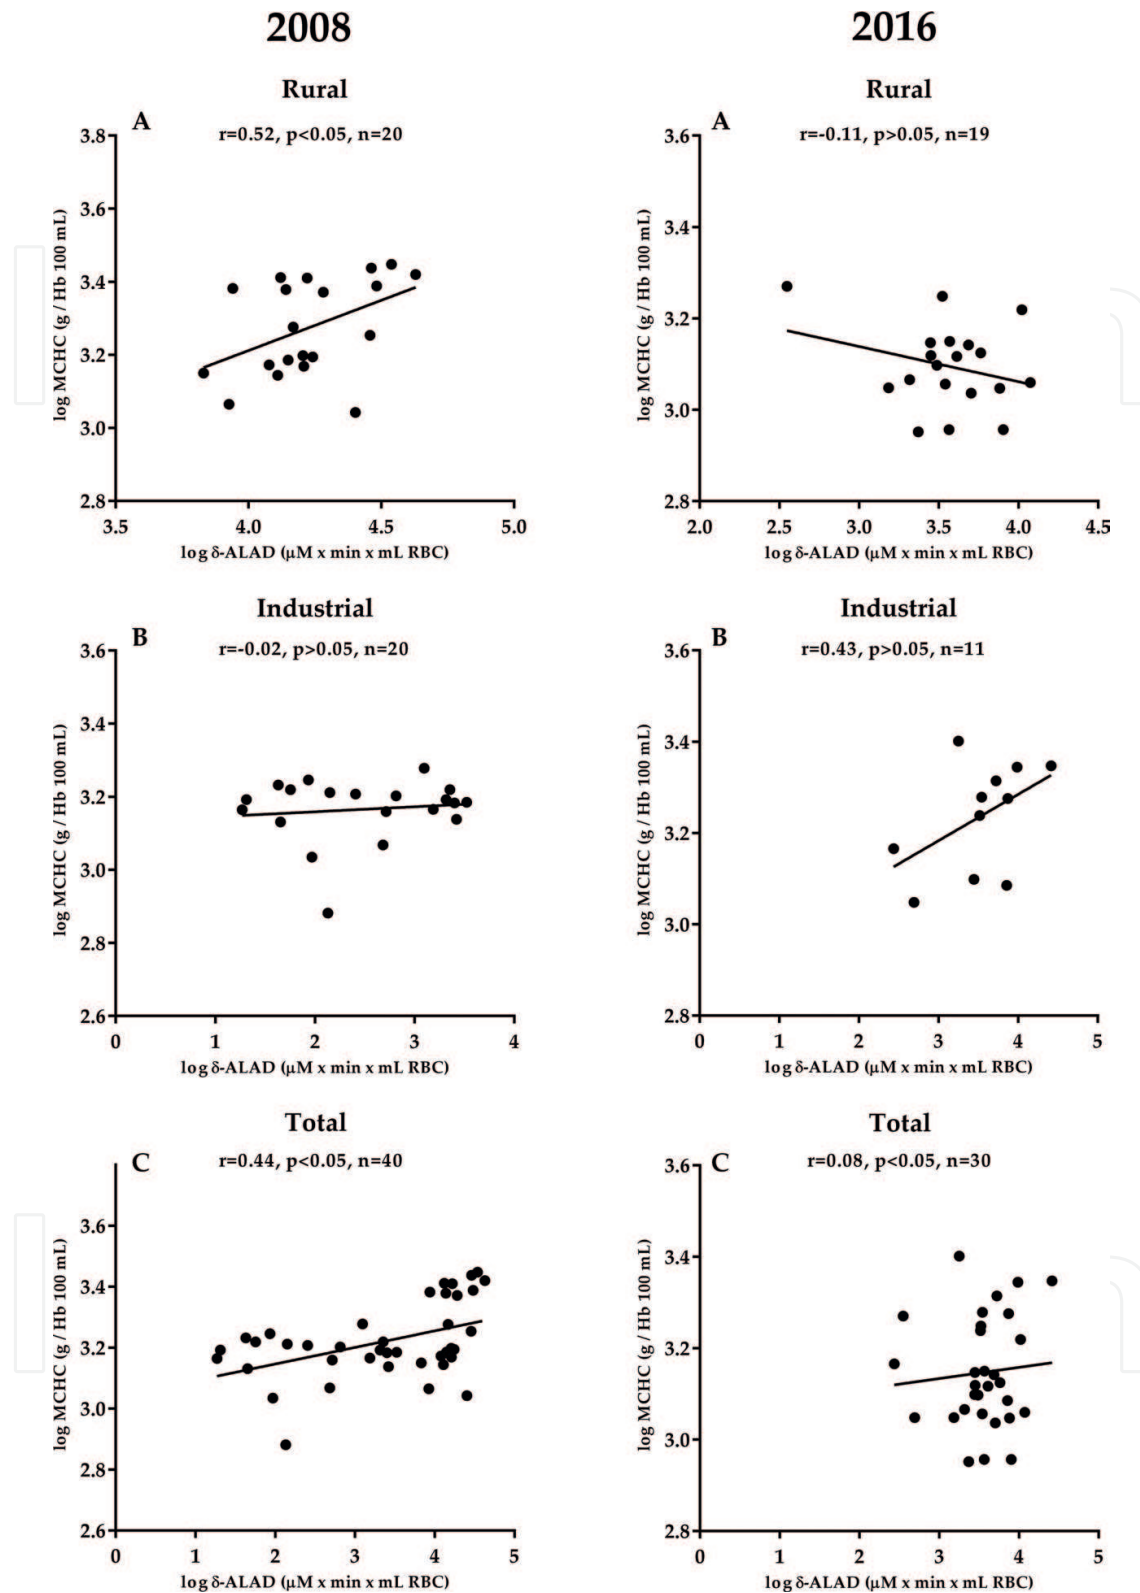 2008
2016
Rural
A
r=0.52, p<0.05, n=20
log MCHC (g / Hb 100 mL)
3.8
3.6
3.4
3.2
3.0
2.8
3.5 4.0 4.5 5.0
log δ-ALAD (µM x min x mL RBC)
Rural
A
r=-0.11, p>0.05, n=19
log MCHC (g / Hb 100 mL)
3.6
3.4
3.2
3.0
2.8
2.0 2.5 3.0 3.5 4.0 4.5
log δ-ALAD (µM x min x mL RBC)
Industrial
B
r=-0.02, p>0.05, n=20
log MCHC (g / Hb 100 mL)
3.6
3.4
3.2
3.0
2.8
2.6
0 1 2 3 4
log δ-ALAD (µM x min x mL RBC)
Industrial
B
r=0.43, p>0.05, n=11
log MCHC (g / Hb 100 mL)
3.6
3.4
3.2
3.0
2.8
0 1 2 3 4 5
log δ-ALAD (µM x min x mL RBC)
Total
C
r=0.44, p<0.05, n=40
log MCHC (g / Hb 100 mL)
3.6
3.4
3.2
3.0
2.8
2.6
0 1 2 3 4 5
log δ-ALAD (µM x min x mL RBC)
Total
C
r=0.08, p<0.05, n=30
log MCHC (g / Hb 100 mL)
3.6
3.4
3.2
3.0
2.8
0 1 2 3 4 5
log δ-ALAD (µM x min x mL RBC)